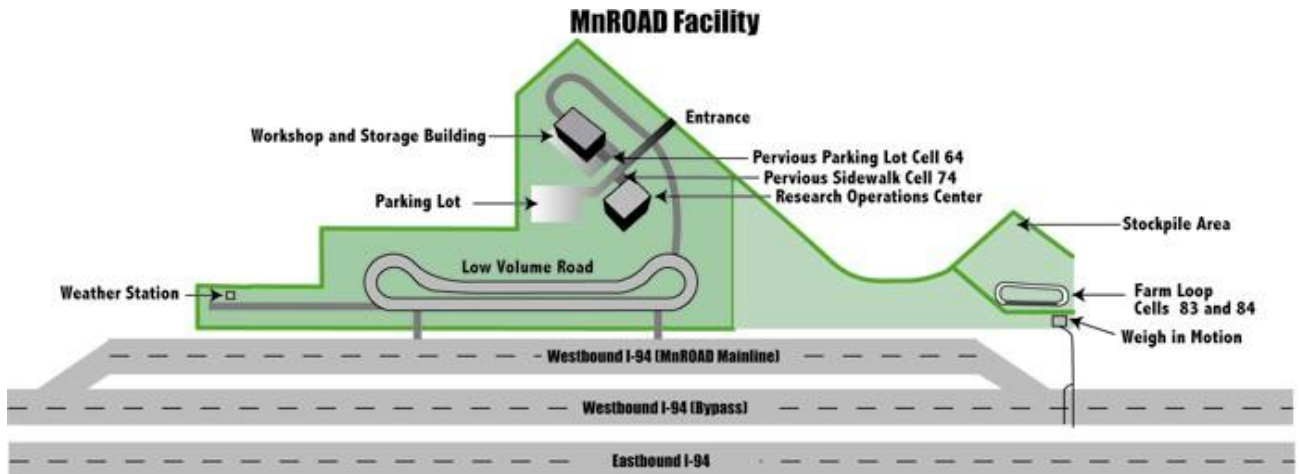 MnROAD Facility
Entrance
Workshop and Storage Building
Pervious Parking Lot Cell 64
Pervious Sidewalk Cell 74
Research Operations Center
Parking Lot
Stockpile Area
Low Volume Road
Weather Station
Farm Loop
Cells 83 and 84
Weigh in Motion
Westbound I-94 (MnROAD Mainline)
Westbound I-94 (Bypass)
Eastbound I-94